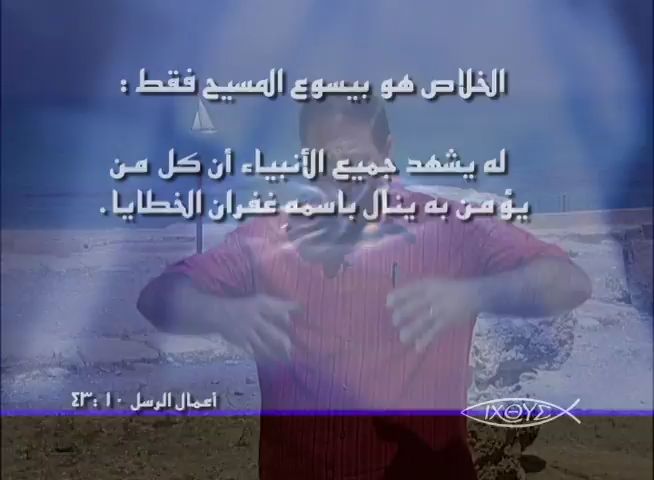 الخلاص هو بيسوع المسيح فقط :
له يشهد جميع الأنبياء أن كل من
يؤمن به ينال باسمه غفران الخطايا .
أعمال الرسل ١٠ :٤٣
ΙΧΘΥΣ